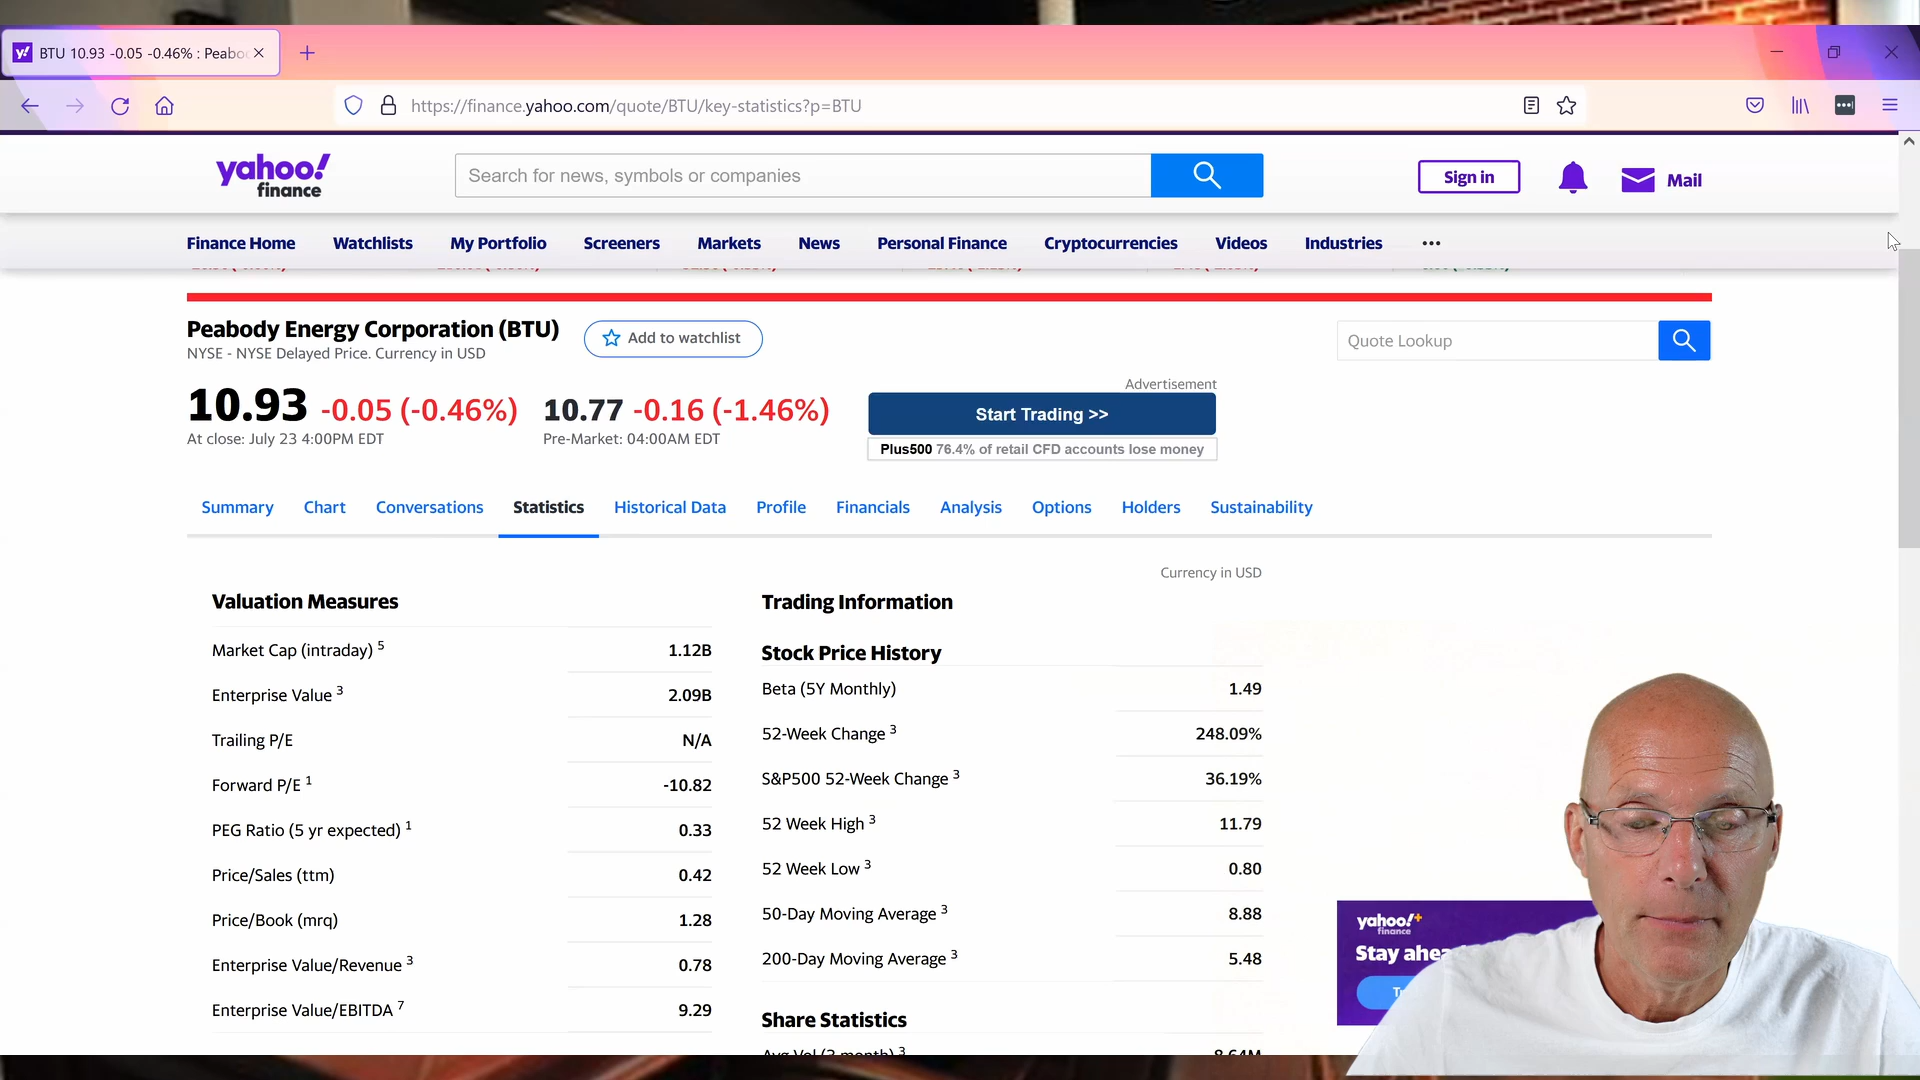 BTU 10.93 -0.05 -0.46% : Peabo
https://finance.yahoo.com/quote/BTU/key-statistics?p=BTU
yahoo!
finance
Search for news, symbols or companies
Sign in
Mail
Finance Home Watchlists My Portfolio Screeners Markets News Personal Finance Cryptocurrencies Videos Industries •••
Peabody Energy Corporation (BTU)
Add to watchlist
Quote Lookup
NYSE - NYSE Delayed Price. Currency in USD
10.93 -0.05 (-0.46%) 10.77 -0.16 (-1.46%)
At close: July 23 4:00PM EDT Pre-Market: 04:00AM EDT
Advertisement
Start Trading >>
Plus500 76.4% of retail CFD accounts lose money
Summary Chart Conversations Statistics Historical Data Profile Financials Analysis Options Holders Sustainability
Currency in USD
Valuation Measures
Market Cap (intraday) 5 1.12B
Enterprise Value 3 2.09B
Trailing P/E N/A
Forward P/E 1 -10.82
PEG Ratio (5 yr expected) 1 0.33
Price/Sales (ttm) 0.42
Price/Book (mrq) 1.28
Enterprise Value/Revenue 3 0.78
Enterprise Value/EBITDA 7 9.29
Trading Information
Stock Price History
Beta (5Y Monthly) 1.49
52-Week Change 3 248.09%
S&P500 52-Week Change 3 36.19%
52 Week High 3 11.79
52 Week Low 3 0.80
50-Day Moving Average 3 8.88
200-Day Moving Average 3 5.48
Share Statistics
Avg Vol (3 month) 3 8.64M
yahoo!+
finance
Stay ahe